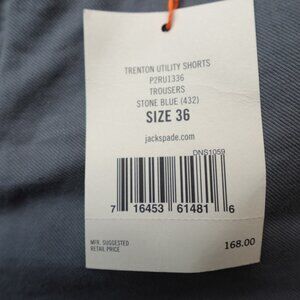 TRENTON UTILITY SHORTS
P2RU1336
TROUSERS
STONE BLUE (432)
SIZE 36
jackspade.com
DNS1059
7 16453 61481 6
MFR. SUGGESTED
RETAIL PRICE
168.00